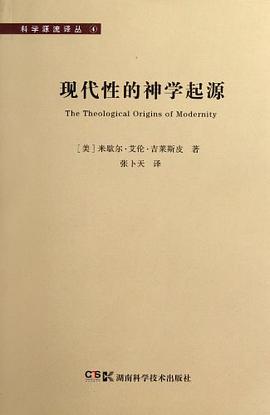 科学源流译丛 ④
现代性的神学起源
The Theological Origins of Modernity
［美］米歇尔·艾伦·吉莱斯皮 著
张卜天 译
CSK 湖南科学技术出版社